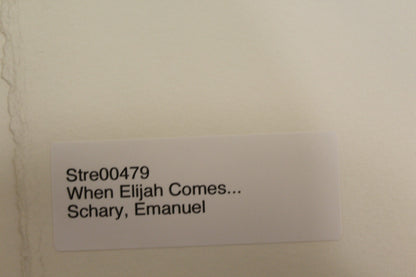 Stre00479
When Elijah Comes...
Schary, Emanuel